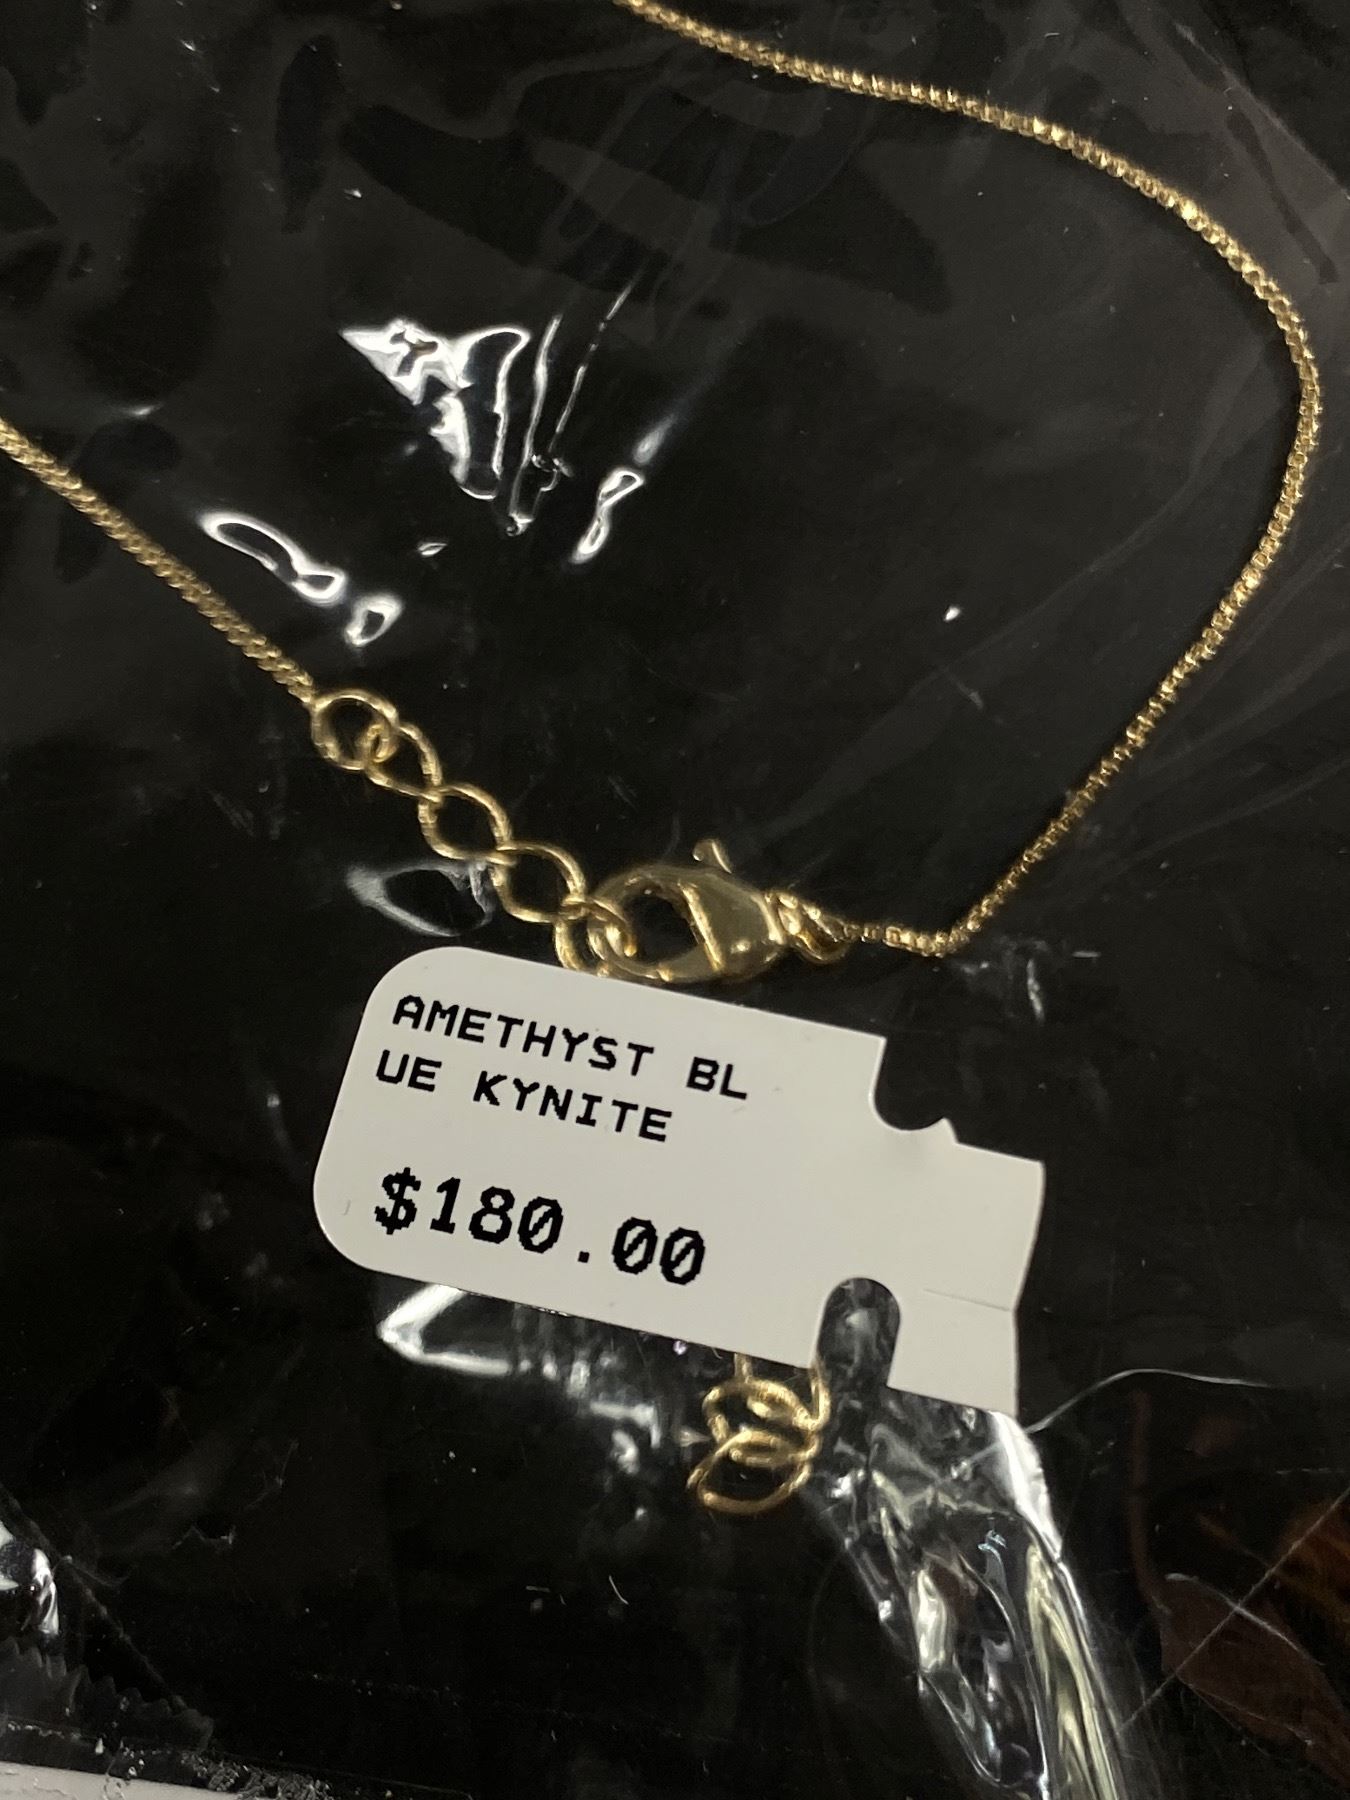 AMETHYST BL
UE KYNITE
$180.00